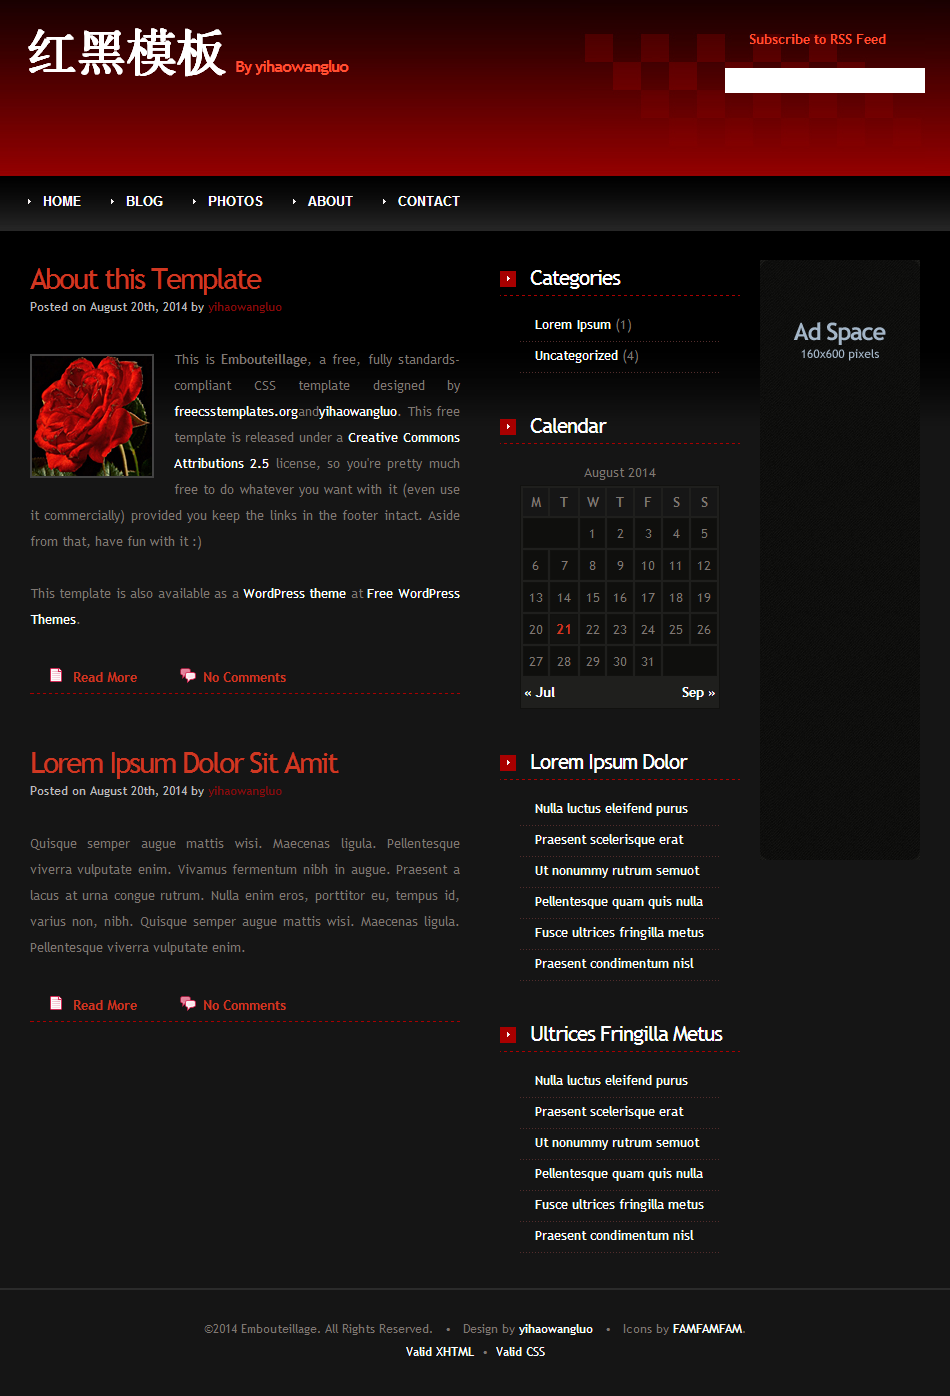 红黑模板 By yihaowangluo
Subscribe to RSS Feed
HOME BLOG PHOTOS ABOUT CONTACT
About this Template
Posted on August 20th, 2014 by yihaowangluo
This is Embouteillage, a free, fully standards-
compliant CSS template designed by
freecsstemplates.organdyihaowangluo. This free
template is released under a Creative Commons
Attributions 2.5 license, so you're pretty much
free to do whatever you want with it (even use
it commercially) provided you keep the links in the footer intact. Aside
from that, have fun with it :)
This template is also available as a WordPress theme at Free WordPress
Themes.
Read More No Comments
Lorem Ipsum Dolor Sit Amit
Posted on August 20th, 2014 by yihaowangluo
Quisque semper augue mattis wisi. Maecenas ligula. Pellentesque
viverra vulputate enim. Vivamus fermentum nibh in augue. Praesent a
lacus at urna congue rutrum. Nulla enim eros, porttitor eu, tempus id,
varius non, nibh. Quisque semper augue mattis wisi. Maecenas ligula.
Pellentesque viverra vulputate enim.
Read More No Comments
Categories
Lorem Ipsum (1)
Uncategorized (4)
Calendar
August 2014
M T W T F S S
1 2 3 4 5
6 7 8 9 10 11 12
13 14 15 16 17 18 19
20 21 22 23 24 25 26
27 28 29 30 31
« Jul Sep »
Lorem Ipsum Dolor
Nulla luctus eleifend purus
Praesent scelerisque erat
Ut nonummy rutrum semuot
Pellentesque quam quis nulla
Fusce ultrices fringilla metus
Praesent condimentum nisl
Ultrices Fringilla Metus
Nulla luctus eleifend purus
Praesent scelerisque erat
Ut nonummy rutrum semuot
Pellentesque quam quis nulla
Fusce ultrices fringilla metus
Praesent condimentum nisl
Ad Space
160x600 pixels
©2014 Embouteillage. All Rights Reserved. • Design by yihaowangluo • Icons by FAMFAMFAM.
Valid XHTML • Valid CSS